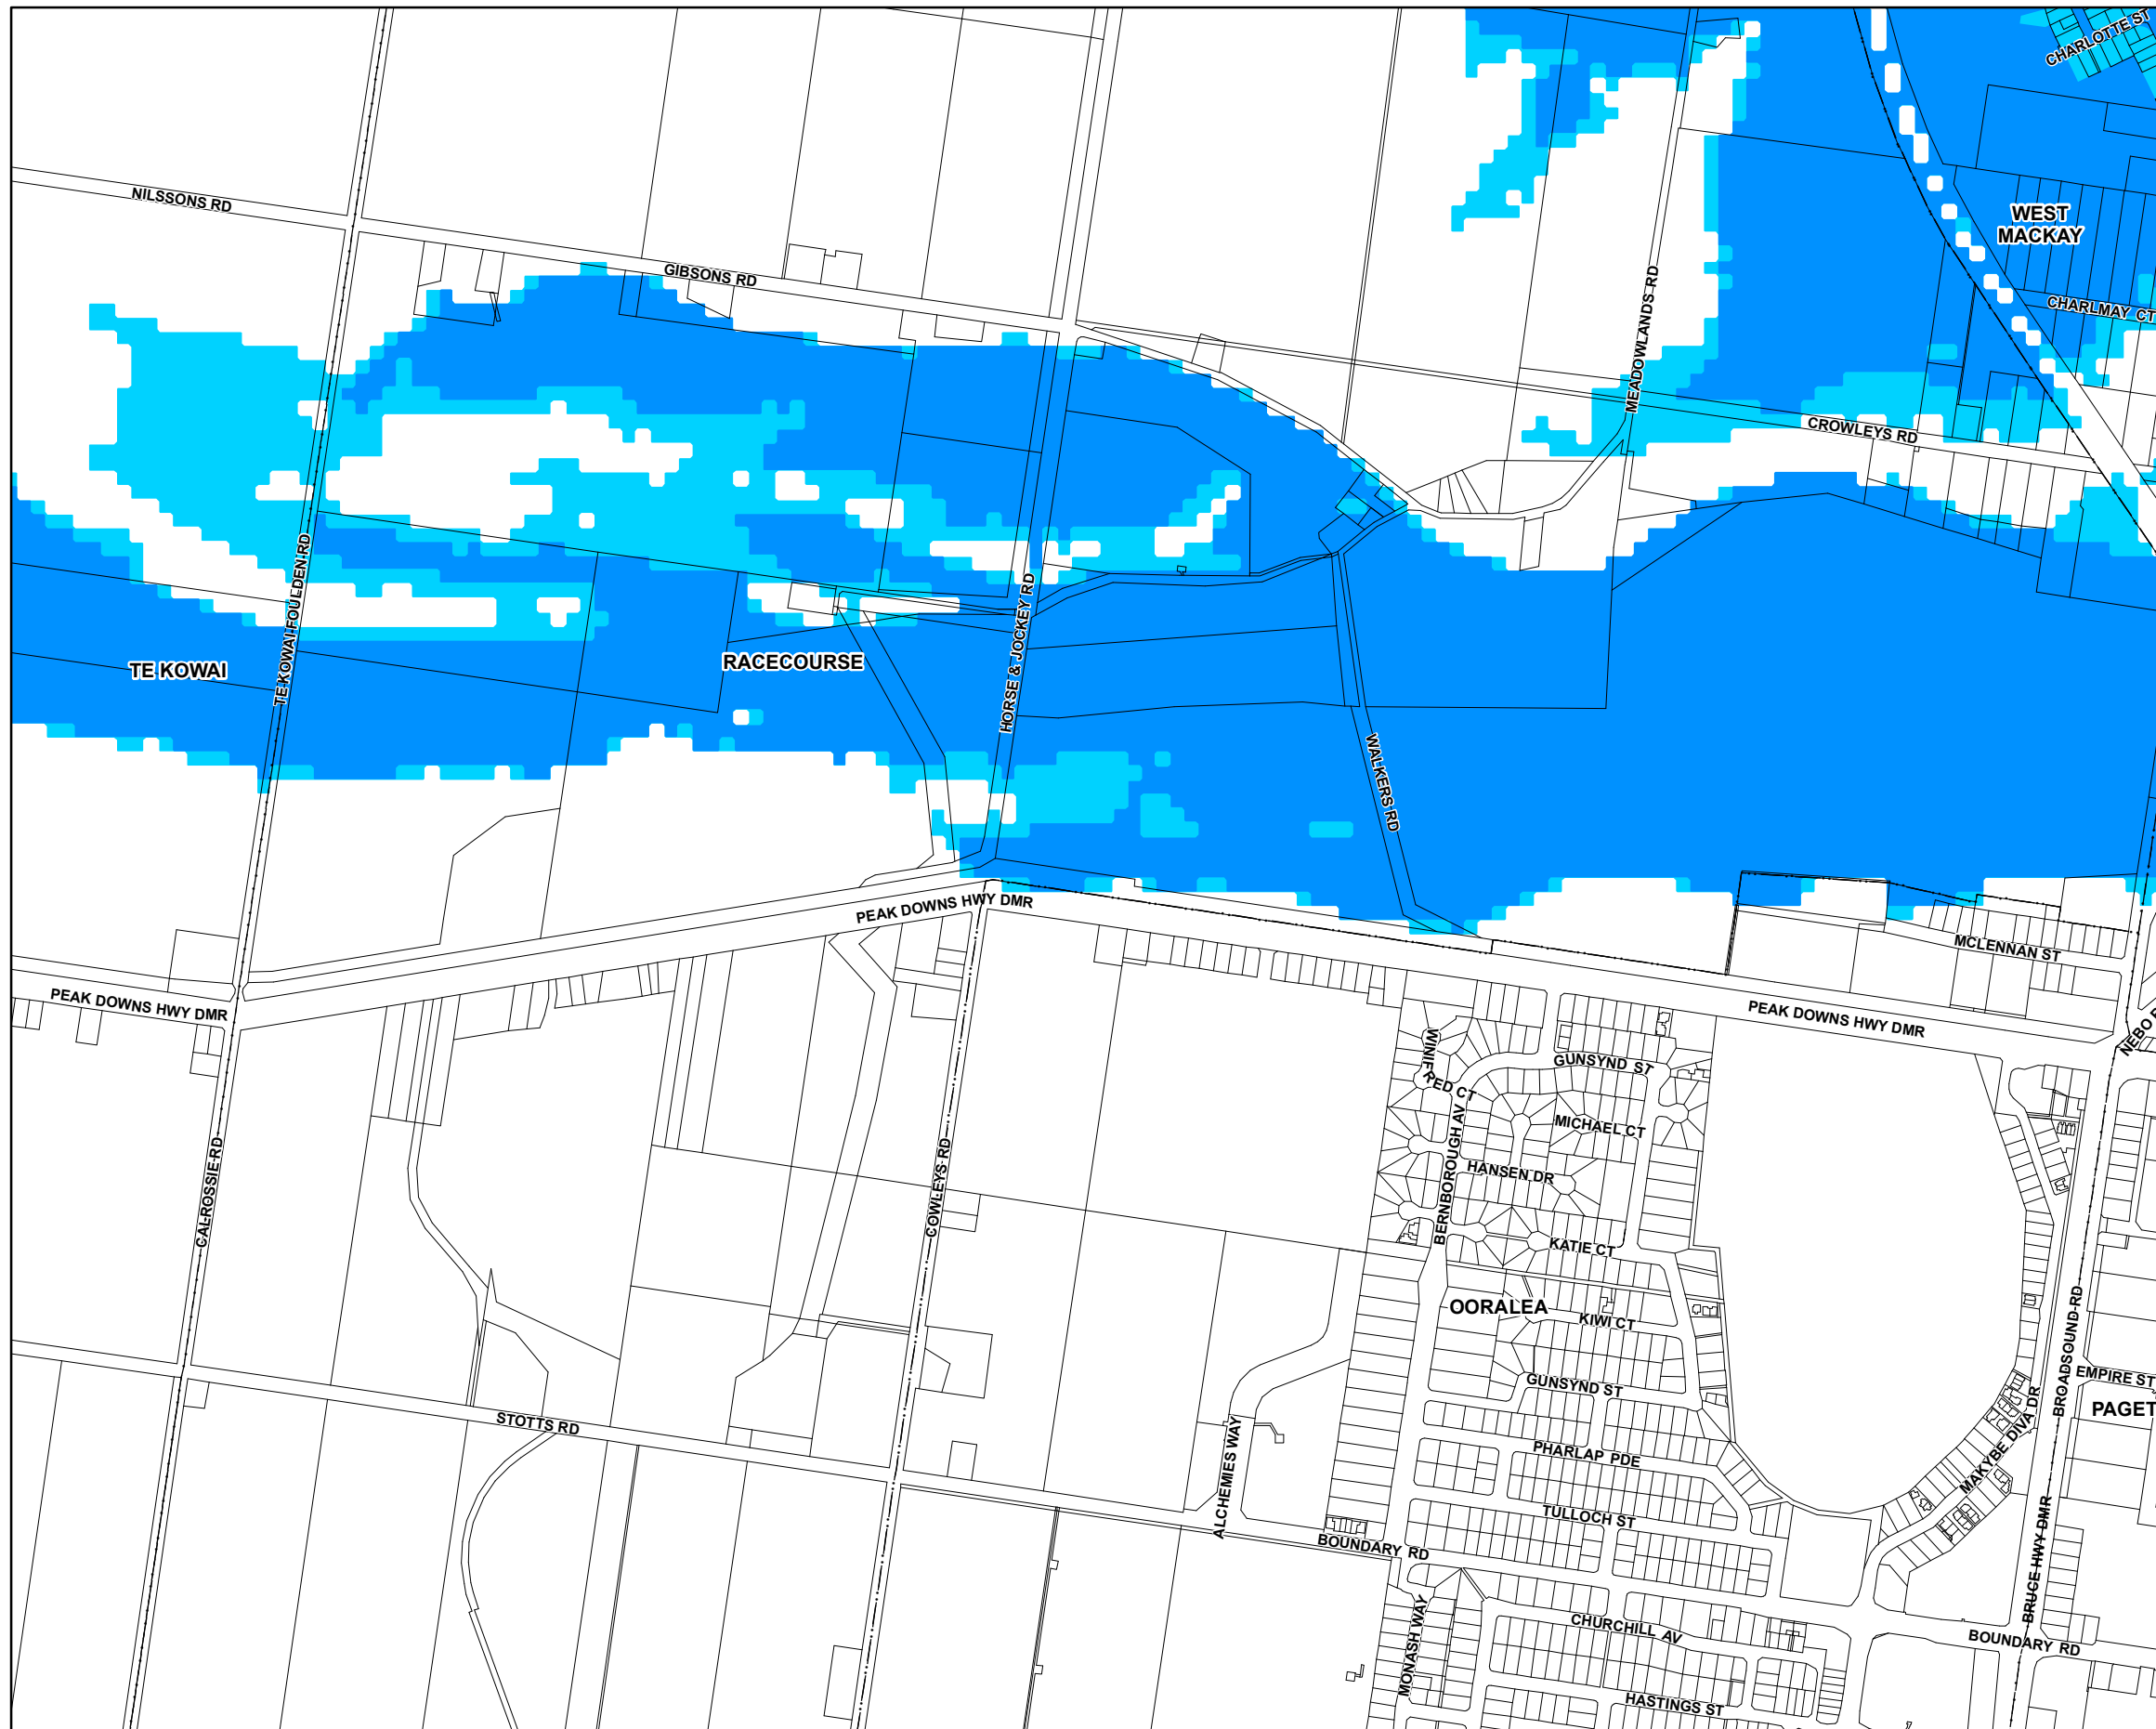 CHARLOTTE ST
NILSSONS RD
WEST
MACKAY
GIBSONS RD
CHARLMAY CT
MEADOWLANDS RD
CROWLEYS RD
TE KOWAI FOULDEN RD
HORSE & JOCKEY RD
TE KOWAI
RACECOURSE
WALKERS RD
PEAK DOWNS HWY DMR
MCLENNAN ST
PEAK DOWNS HWY DMR
PEAK DOWNS HWY DMR
NEBO
WINIFRED CT
GUNSYND ST
MICHAEL CT
BERNBOROUGH AV
HANSEN DR
CALROSSIE RD
COWLEYS RD
KATIE CT
OORALEA
KIWI CT
BROADSOUND RD
EMPIRE ST
GUNSYND ST
PAGET
STOTTS RD
MAKYBE DIVA DR
PHARLAP PDE
ALCHEMIES WAY
TULLOCH ST
BOUNDARY RD
BRUCE HWY DMR
MONASH WAY
CHURCHILL AV
BOUNDARY RD
HASTINGS ST